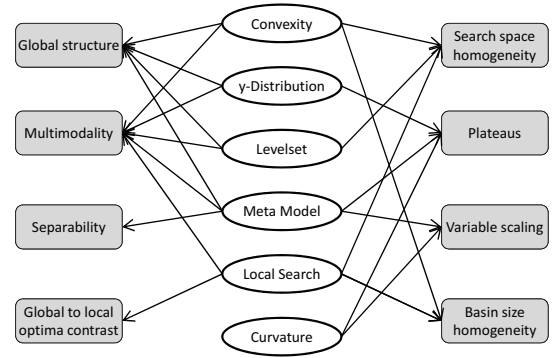 Convexity
Global structure
Search space
homogeneity
y-Distribution
Multimodality
Plateaus
Levelset
Meta Model
Separability
Variable scaling
Local Search
Global to local
optima contrast
Basin size
homogeneity
Curvature